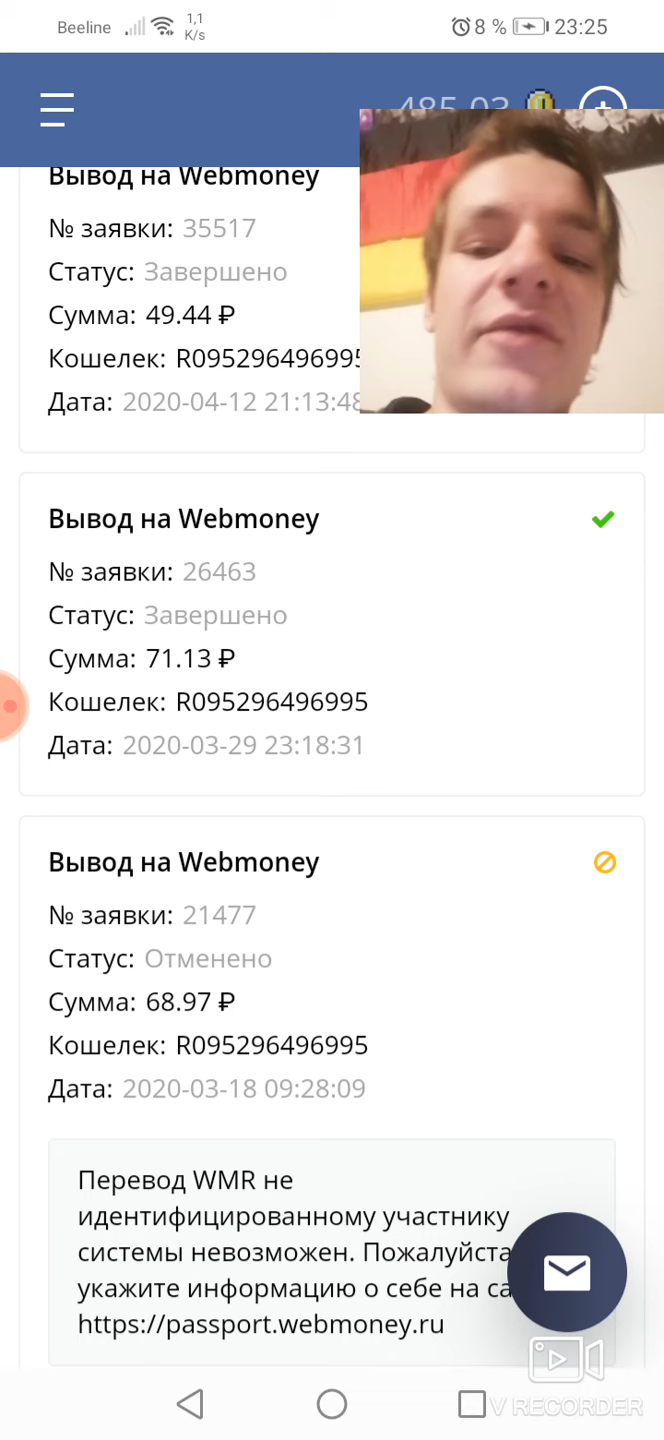 Beeline 1,1 K/s 8 % 23:25
485.03
Вывод на Webmoney
№ заявки: 35517
Статус: Завершено
Сумма: 49.44 ₽
Кошелек: R095296496995
Дата: 2020-04-12 21:13:48
Вывод на Webmoney
№ заявки: 26463
Статус: Завершено
Сумма: 71.13 ₽
Кошелек: R095296496995
Дата: 2020-03-29 23:18:31
Вывод на Webmoney
№ заявки: 21477
Статус: Отменено
Сумма: 68.97 ₽
Кошелек: R095296496995
Дата: 2020-03-18 09:28:09
Перевод WMR не
идентифицированному участнику
системы невозможен. Пожалуйста
укажите информацию о себе на са
https://passport.webmoney.ru
V RECORDER